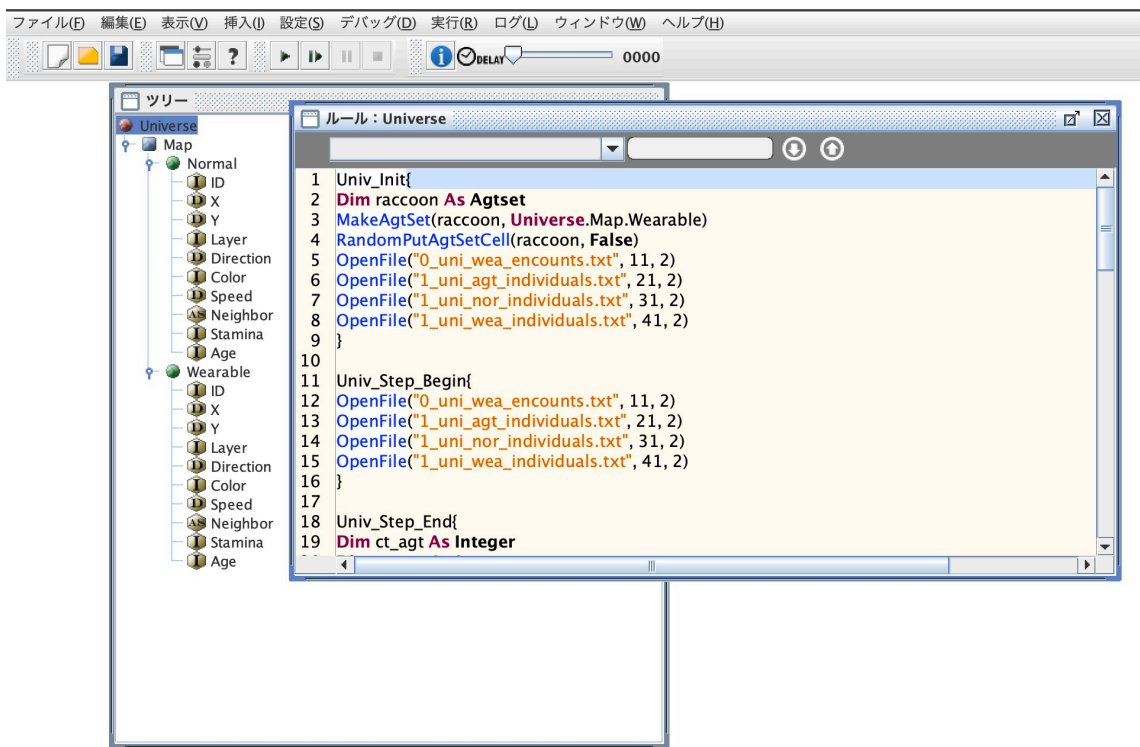 ファイル(F) 編集(E) 表示(V) 挿入(I) 設定(S) デバッグ(D) 実行(R) ログ(L) ウィンドウ(W) ヘルプ(H)
? DELAY 0000
ツリー
Universe
Map
Normal
I ID
D X
D Y
I Layer
D Direction
I Color
D Speed
AS Neighbor
I Stamina
I Age
Wearable
I ID
D X
D Y
I Layer
D Direction
I Color
D Speed
AS Neighbor
I Stamina
I Age
ルール：Universe
1 Univ_Init{
2 Dim raccoon As Agtset
3 MakeAgtSet(raccoon, Universe.Map.Wearable)
4 RandomPutAgtSetCell(raccoon, False)
5 OpenFile("0_uni_wea_encounts.txt", 11, 2)
6 OpenFile("1_uni_agt_individuals.txt", 21, 2)
7 OpenFile("1_uni_nor_individuals.txt", 31, 2)
8 OpenFile("1_uni_wea_individuals.txt", 41, 2)
9 }
10
11 Univ_Step_Begin{
12 OpenFile("0_uni_wea_encounts.txt", 11, 2)
13 OpenFile("1_uni_agt_individuals.txt", 21, 2)
14 OpenFile("1_uni_nor_individuals.txt", 31, 2)
15 OpenFile("1_uni_wea_individuals.txt", 41, 2)
16 }
17
18 Univ_Step_End{
19 Dim ct_agt As Integer